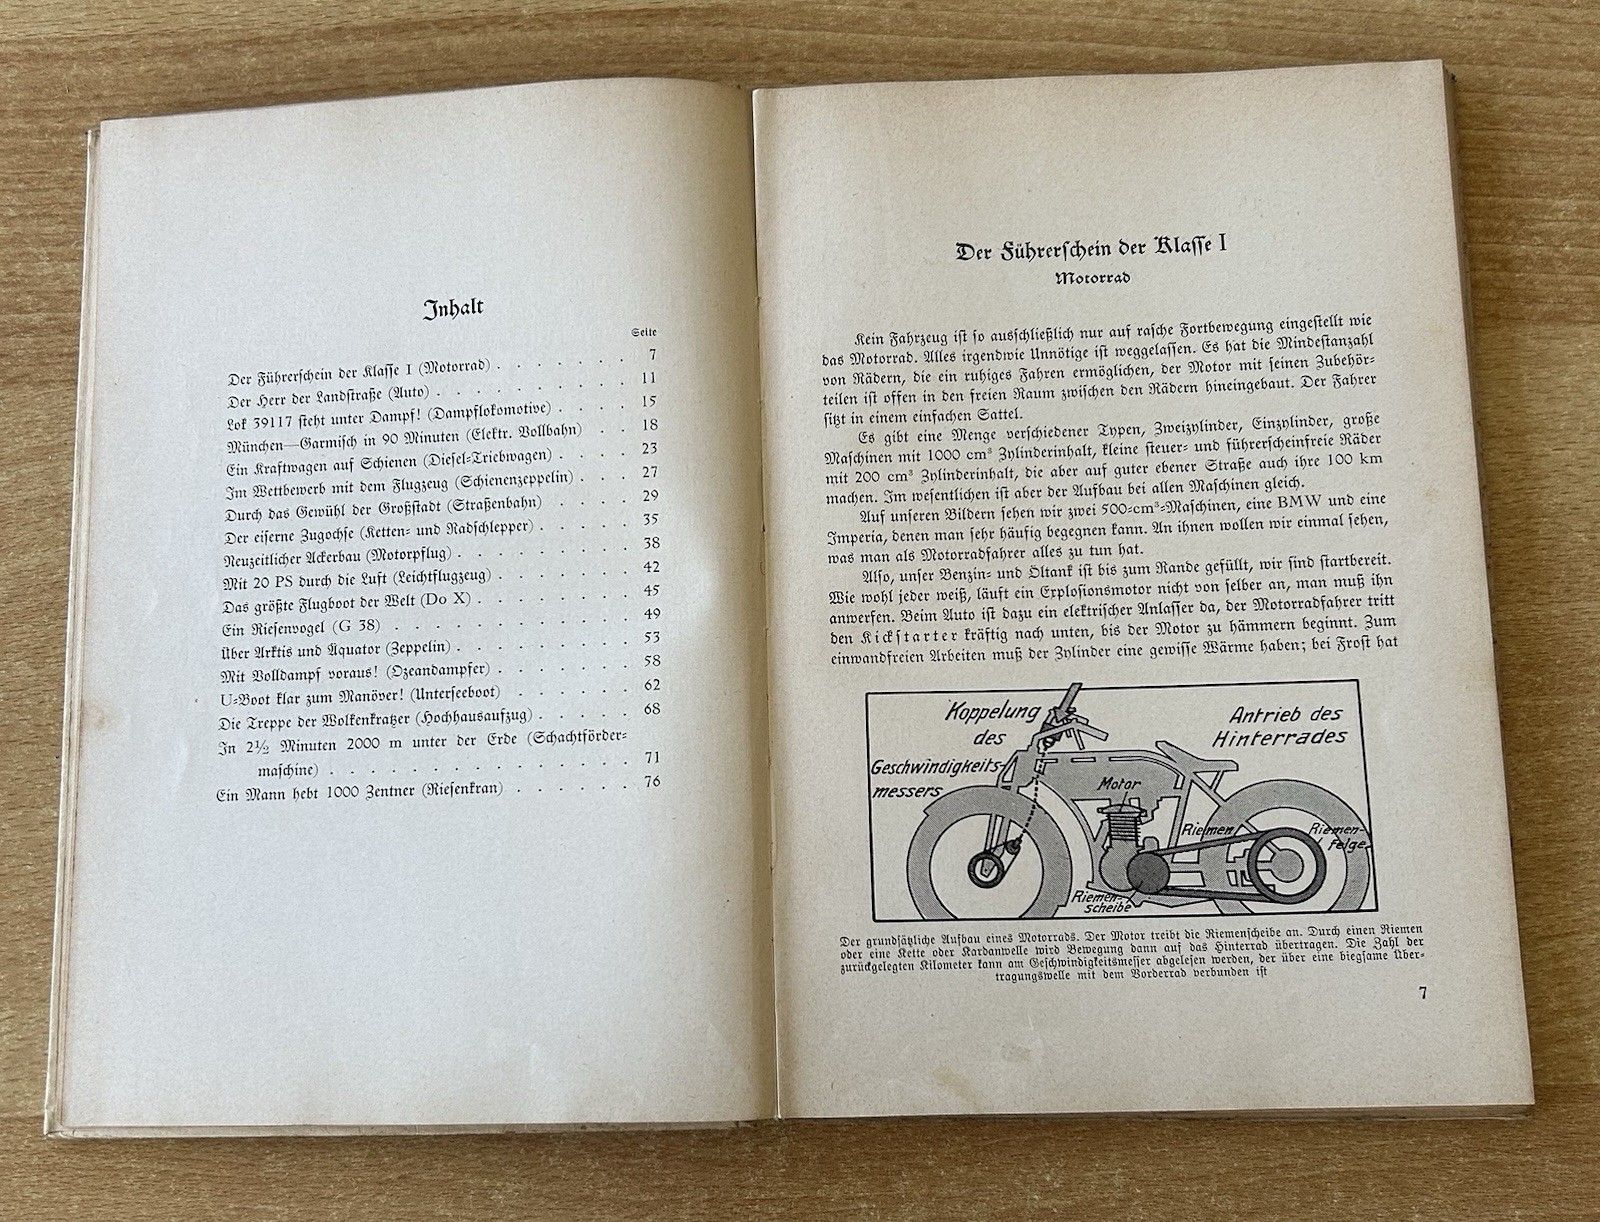 Inhalt
Seite
Der Führerschein der Klasse I (Motorrad) . . . . . . 7
Der Herr der Landstraße (Auto) . . . . . . . . 11
Lok 39117 steht unter Dampf! (Dampflokomotive) . . . . 15
München—Garmisch in 90 Minuten (Elektr. Vollbahn) . . 18
Ein Kraftwagen auf Schienen (Diesel-Triebwagen) . . . . 23
Im Wettbewerb mit dem Flugzeug (Schienenzeppelin) . . . 27
Durch das Gewühl der Großstadt (Straßenbahn) . . . . 29
Der eiserne Zugochse (Ketten- und Radschlepper) . . . . 35
Neuzeitlicher Ackerbau (Motorpflug) . . . . . . . 38
Mit 20 PS durch die Luft (Leichtflugzeug) . . . . . . 42
Das größte Flugboot der Welt (Do X) . . . . . . . 45
Ein Riesenvogel (G 38) . . . . . . . . . 49
Über Arktis und Äquator (Zeppelin) . . . . . . . 53
Mit Volldampf voraus! (Ozeandampfer) . . . . . . 58
U-Boot klar zum Manöver! (Unterseeboot) . . . . . 62
Die Treppe der Wolkenkratzer (Hochhausaufzug) . . . . 68
In 2½ Minuten 2000 m unter der Erde (Schachtförder-
maschine) . . . . . . . . . . . 71
Ein Mann hebt 1000 Zentner (Riesenkran) . . . . . . 76
Der Führerschein der Klasse I
Motorrad
Kein Fahrzeug ist so ausschließlich nur auf rasche Fortbewegung eingestellt wie
das Motorrad. Alles irgendwie Unnötige ist weggelassen. Es hat die Mindestanzahl
von Rädern, die ein ruhiges Fahren ermöglichen, der Motor mit seinen Zubehör-
teilen ist offen in den freien Raum zwischen den Rädern hineingebaut. Der Fahrer
sitzt in einem einfachen Sattel.
Es gibt eine Menge verschiedener Typen, Zweizylinder, Einzylinder, große
Maschinen mit 1000 cm³ Zylinderinhalt, kleine steuer- und führerscheinfreie Räder
mit 200 cm³ Zylinderinhalt, die aber auf guter ebener Straße auch ihre 100 km
machen. Im wesentlichen ist aber der Aufbau bei allen Maschinen gleich.
Auf unseren Bildern sehen wir zwei 500-cm³-Maschinen, eine BMW und eine
Imperia, denen man sehr häufig begegnen kann. An ihnen wollen wir einmal sehen,
was man als Motorradfahrer alles zu tun hat.
Also, unser Benzin- und Öltank ist bis zum Rande gefüllt, wir sind startbereit.
Wie wohl jeder weiß, läuft ein Explosionsmotor nicht von selber an, man muß ihn
anwerfen. Beim Auto ist dazu ein elektrischer Anlasser da, der Motorradfahrer tritt
den Kickstarter kräftig nach unten, bis der Motor zu hämmern beginnt. Zum
einwandfreien Arbeiten muß der Zylinder eine gewisse Wärme haben; bei Frost hat
Koppelung
des
Geschwindigkeits-
messers
Antrieb des
Hinterrades
Motor
Riemen
Riemen-
felge
Riemen-
scheibe
Der grundsätzliche Aufbau eines Motorrads. Der Motor treibt die Riemenscheibe an. Durch einen Riemen
oder eine Kette oder Kardanwelle wird Bewegung dann auf das Hinterrad übertragen. Die Zahl der
zurückgelegten Kilometer kann am Geschwindigkeitsmesser abgelesen werden, der über eine biegsame Über-
tragungswelle mit dem Vorderrad verbunden ist
7